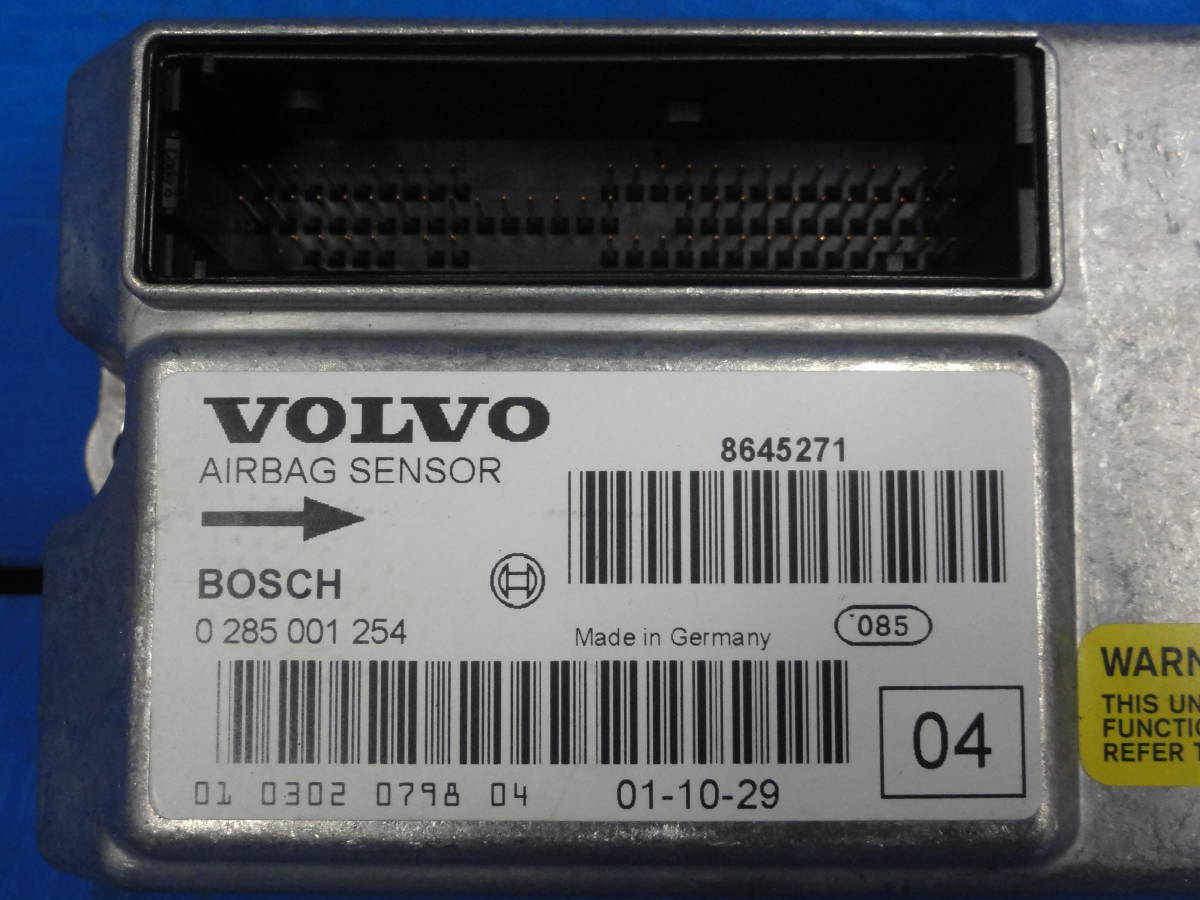 VOLVO
AIRBAG SENSOR
8645271
BOSCH
0 285 001 254
Made in Germany
085
04
01 0302 0798 04
01-10-29
WARN
THIS UN
FUNCTIO
REFER T